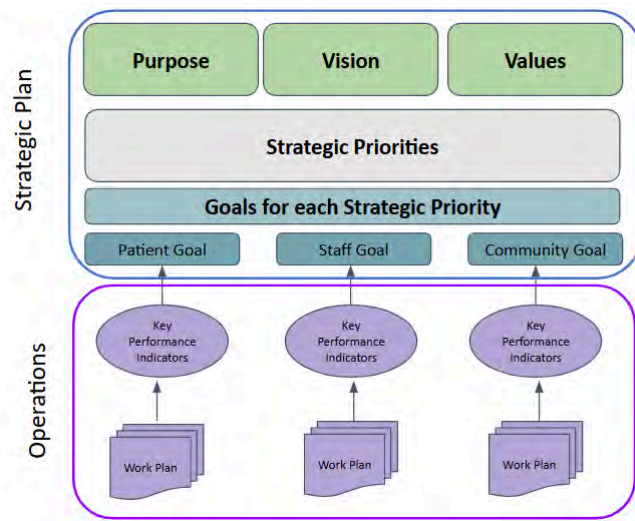 Strategic Plan
Purpose
Vision
Values
Strategic Priorities
Goals for each Strategic Priority
Patient Goal
Staff Goal
Community Goal
Operations
Key
Performance
Indicators
Key
Performance
Indicators
Key
Performance
Indicators
Work Plan
Work Plan
Work Plan